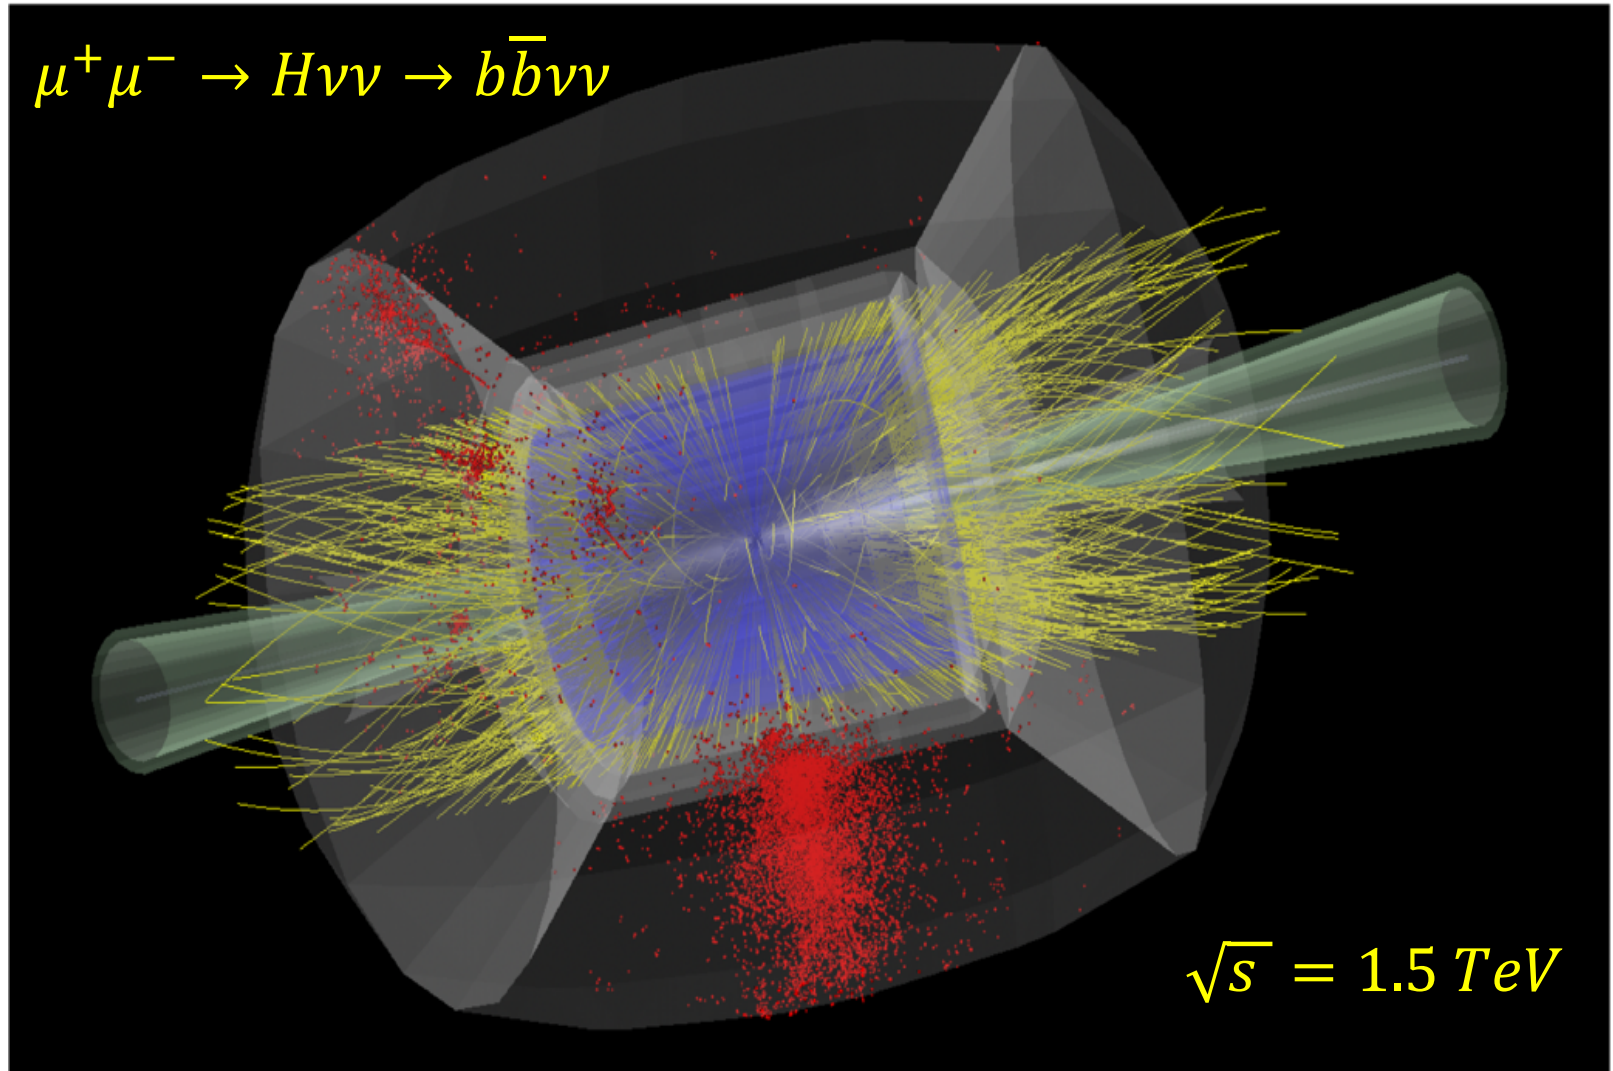 μ⁺μ⁻ → Hνν → bb̅νν
√s = 1.5 TeV